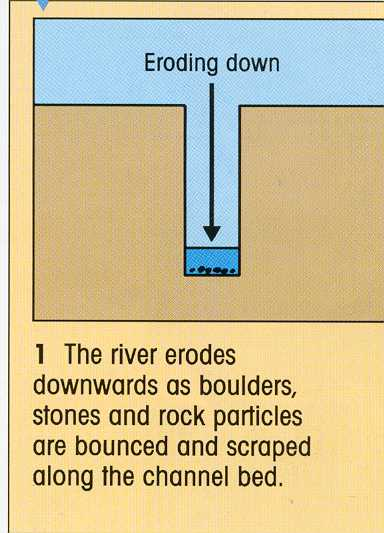 Eroding down
1 The river erodes
downwards as boulders,
stones and rock particles
are bounced and scraped
along the channel bed.